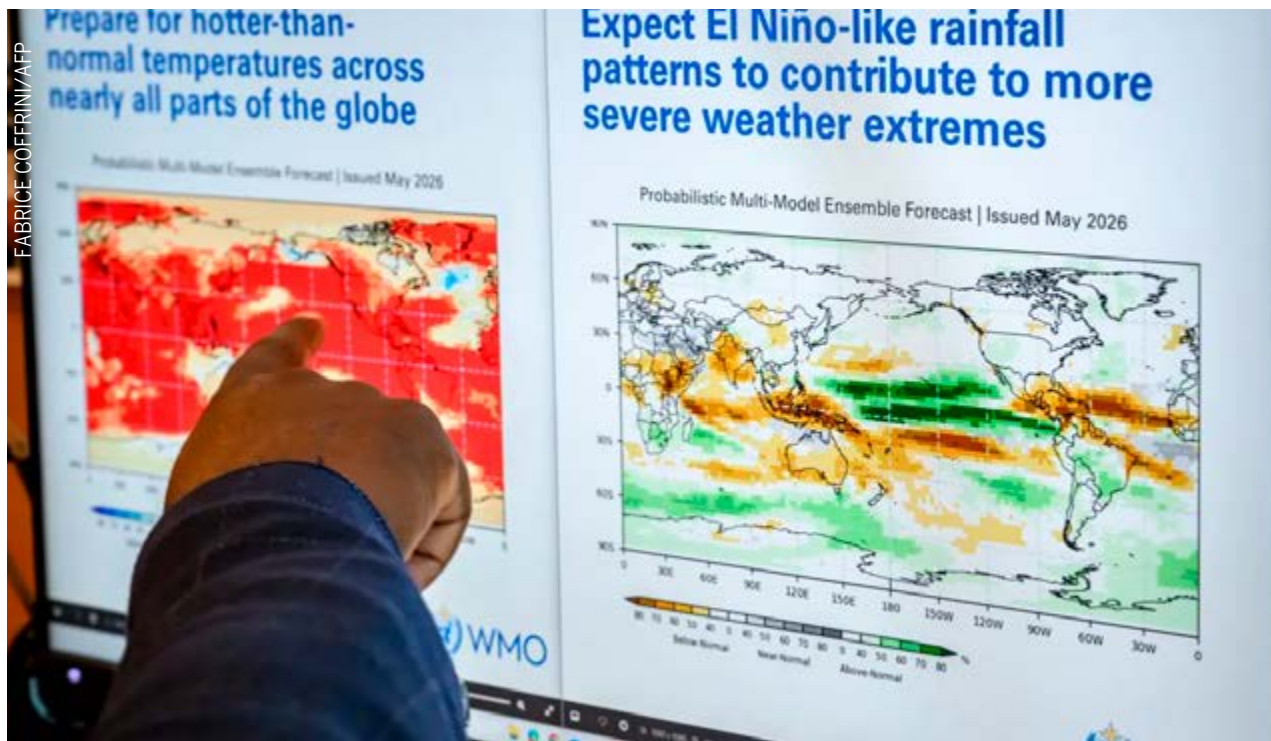 FABRICE COFFRINI/AFP
Prepare for hotter-than-
normal temperatures across
nearly all parts of the globe
Probabilistic Multi-Model Ensemble Forecast | Issued May 2026
Expect El Niño-like rainfall
patterns to contribute to more
severe weather extremes
Probabilistic Multi-Model Ensemble Forecast | Issued May 2026
90N
60N
30N
0
30S
60S
90S
0 30E 60E 90E 120E 150E 180 150W 120W 90W 60W 30W 0
80 70 60 50 40 0 40 50 60 70 80 0 40 50 60 70 80 %
Below-Normal Near-Normal Above-Normal
WMO